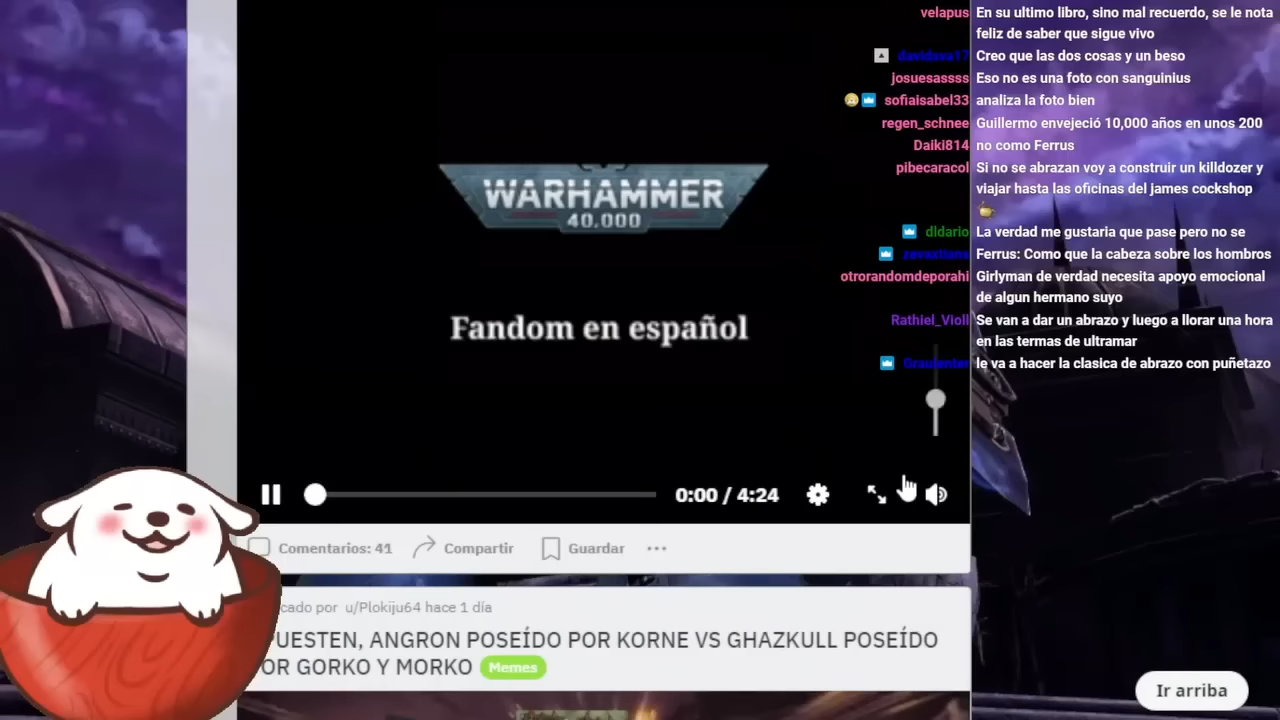 velapus En su ultimo libro, sino mal recuerdo, se le nota
feliz de saber que sigue vivo
daviduva17 Creo que las dos cosas y un beso
josuesassss Eso no es una foto con sanguinius
sofiaisabel33 analiza la foto bien
regen_schnee Guillermo envejeció 10,000 años en unos 200
Daiki814 no como Ferrus
pibecaracol Si no se abrazan voy a construir un killdozer y
viajar hasta las oficinas del james cockshop
dldario La verdad me gustaria que pase pero no se
Ferrus: Como que la cabeza sobre los hombros
otrorandomdeporahi Girlyman de verdad necesita apoyo emocional
de algun hermano suyo
Rathiel_Violl Se van a dar un abrazo y luego a llorar una hora
en las termas de ultramar
le va a hacer la clasica de abrazo con puñetazo
WARHAMMER
40.000
Fandom en español
0:00 / 4:24
Comentarios: 41 Compartir Guardar
cado por u/Plokiju64 hace 1 día
UESTEN, ANGRON POSEÍDO POR KORNE VS GHAZKULL POSEÍDO
OR GORKO Y MORKO Memes
Ir arriba